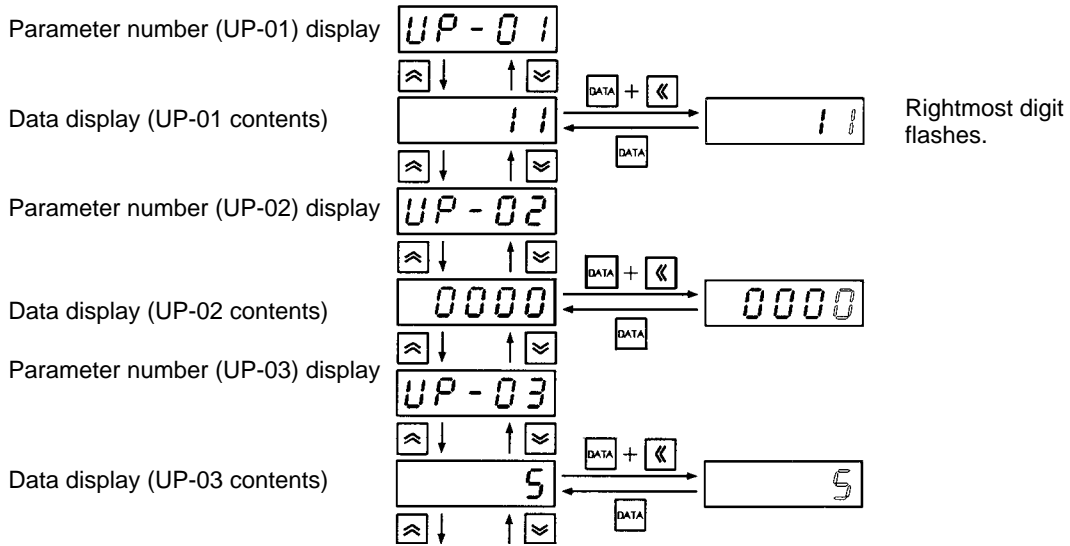 Parameter number (UP-01) display
UP-01
Data display (UP-01 contents)
11
DATA +
DATA
11
Rightmost digit
flashes.
Parameter number (UP-02) display
UP-02
Data display (UP-02 contents)
0000
DATA +
DATA
0000
Parameter number (UP-03) display
UP-03
Data display (UP-03 contents)
5
DATA +
DATA
5